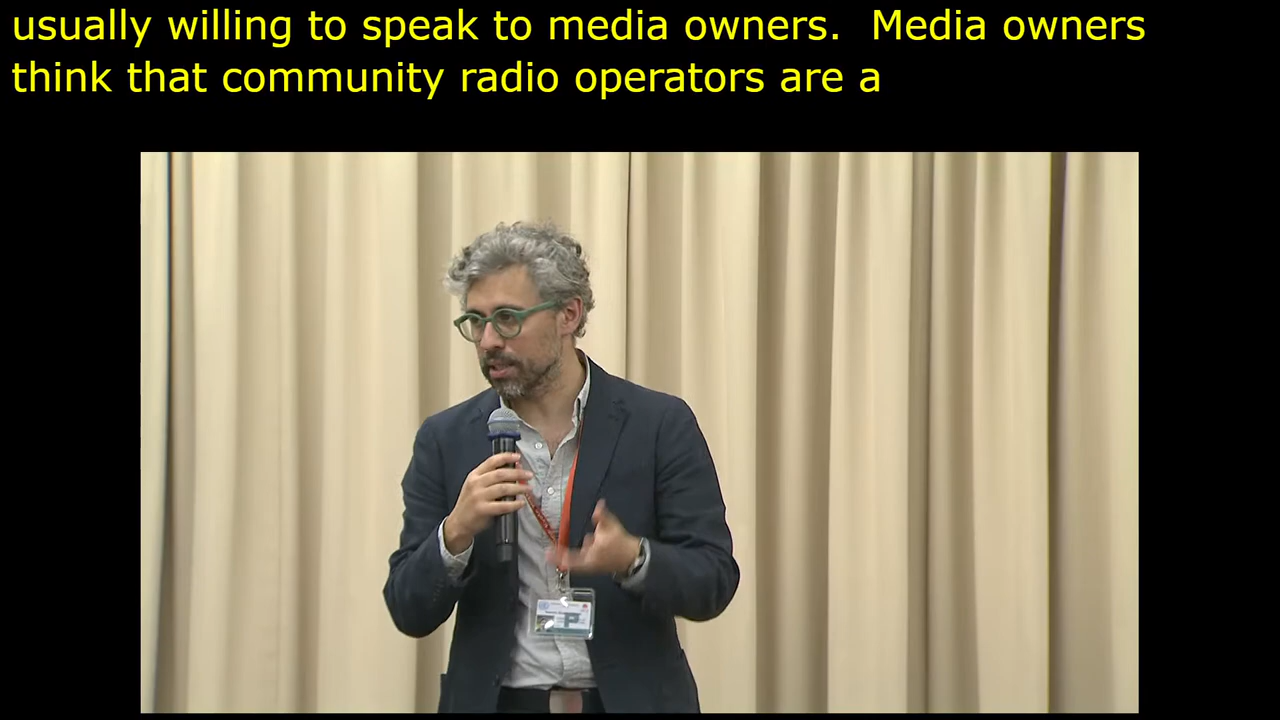 usually willing to speak to media owners.  Media owners
think that community radio operators are a
P